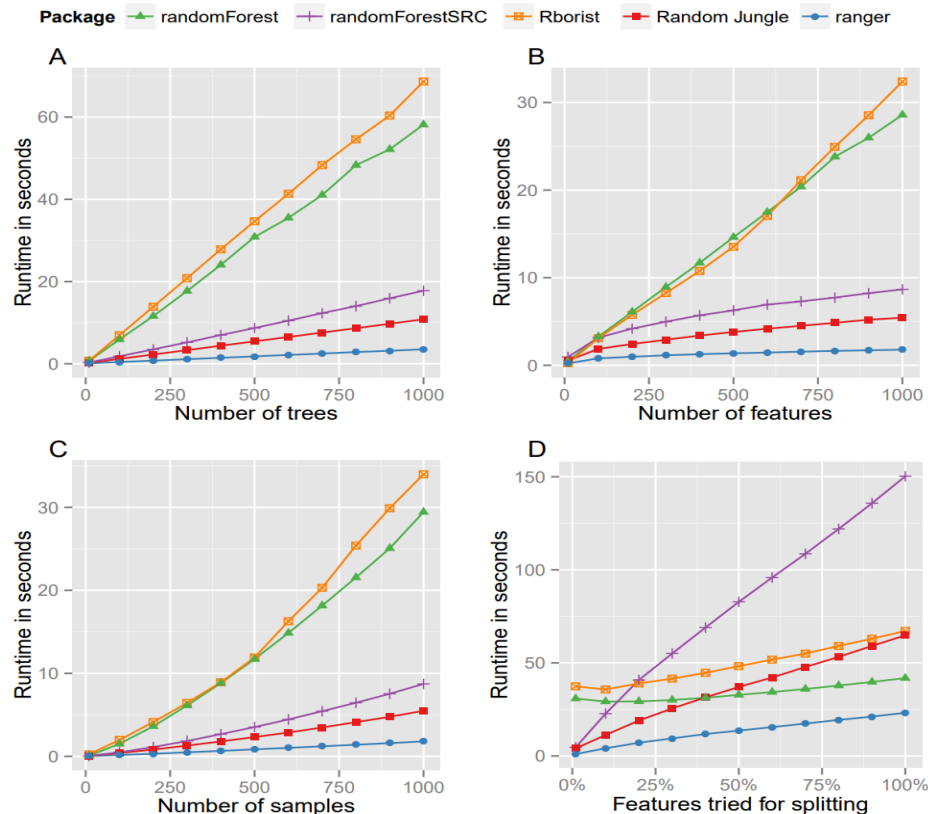 Package randomForest randomForestSRC Rborist Random Jungle ranger
A
Runtime in seconds
60
40
20
0
0 250 500 750 1000
Number of trees
B
Runtime in seconds
30
20
10
0
0 250 500 750 1000
Number of features
C
Runtime in seconds
30
20
10
0
0 250 500 750 1000
Number of samples
D
Runtime in seconds
150
100
50
0
0% 25% 50% 75% 100%
Features tried for splitting